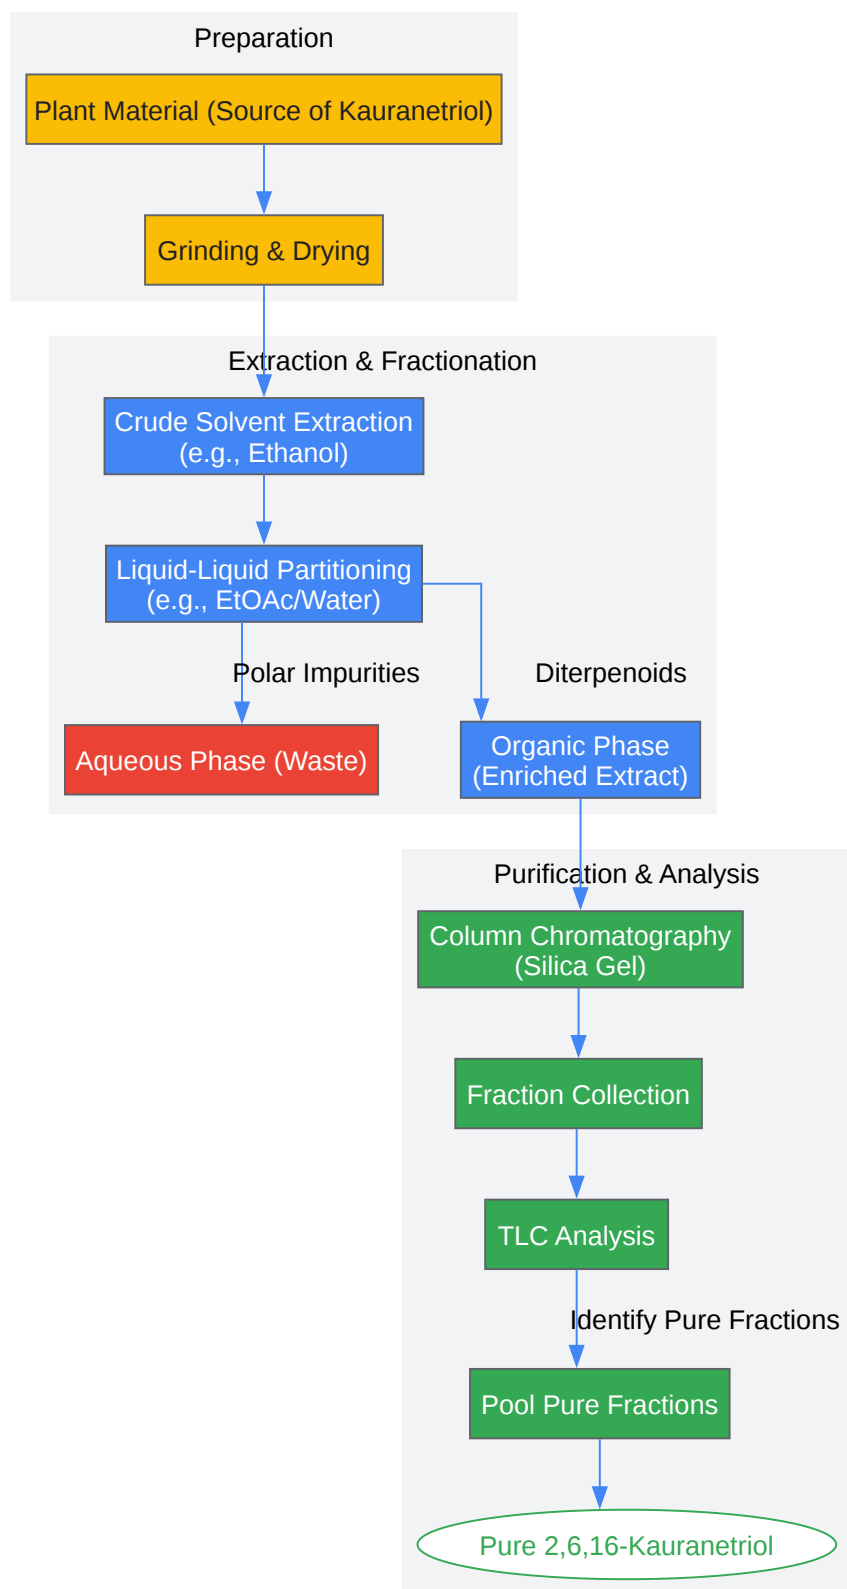 Preparation
Plant Material (Source of Kauranetriol)
Grinding & Drying
Extraction & Fractionation
Crude Solvent Extraction
(e.g., Ethanol)
Liquid-Liquid Partitioning
(e.g., EtOAc/Water)
Polar Impurities
Diterpenoids
Aqueous Phase (Waste)
Organic Phase
(Enriched Extract)
Purification & Analysis
Column Chromatography
(Silica Gel)
Fraction Collection
TLC Analysis
Identify Pure Fractions
Pool Pure Fractions
Pure 2,6,16-Kauranetriol